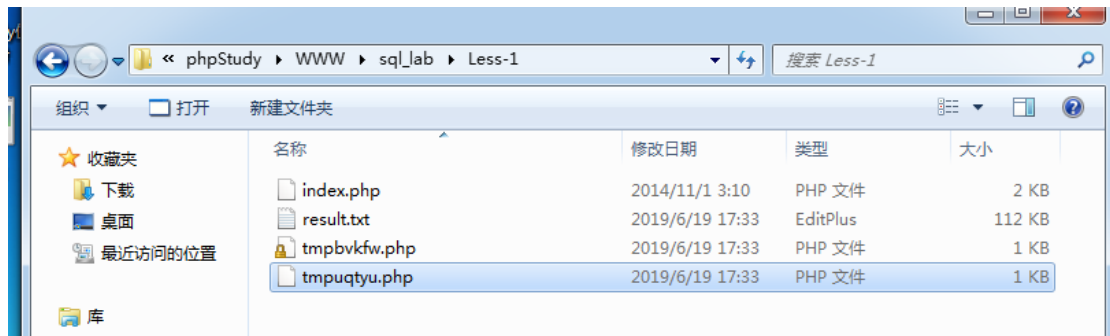 « phpStudy ▸ WWW ▸ sql_lab ▸ Less-1 搜索 Less-1
组织 打开 新建文件夹
名称 修改日期 类型 大小
收藏夹
下载
桌面
最近访问的位置
库
index.php 2014/11/1 3:10 PHP 文件 2 KB
result.txt 2019/6/19 17:33 EditPlus 112 KB
tmpbvkfw.php 2019/6/19 17:33 PHP 文件 1 KB
tmpuqtyu.php 2019/6/19 17:33 PHP 文件 1 KB